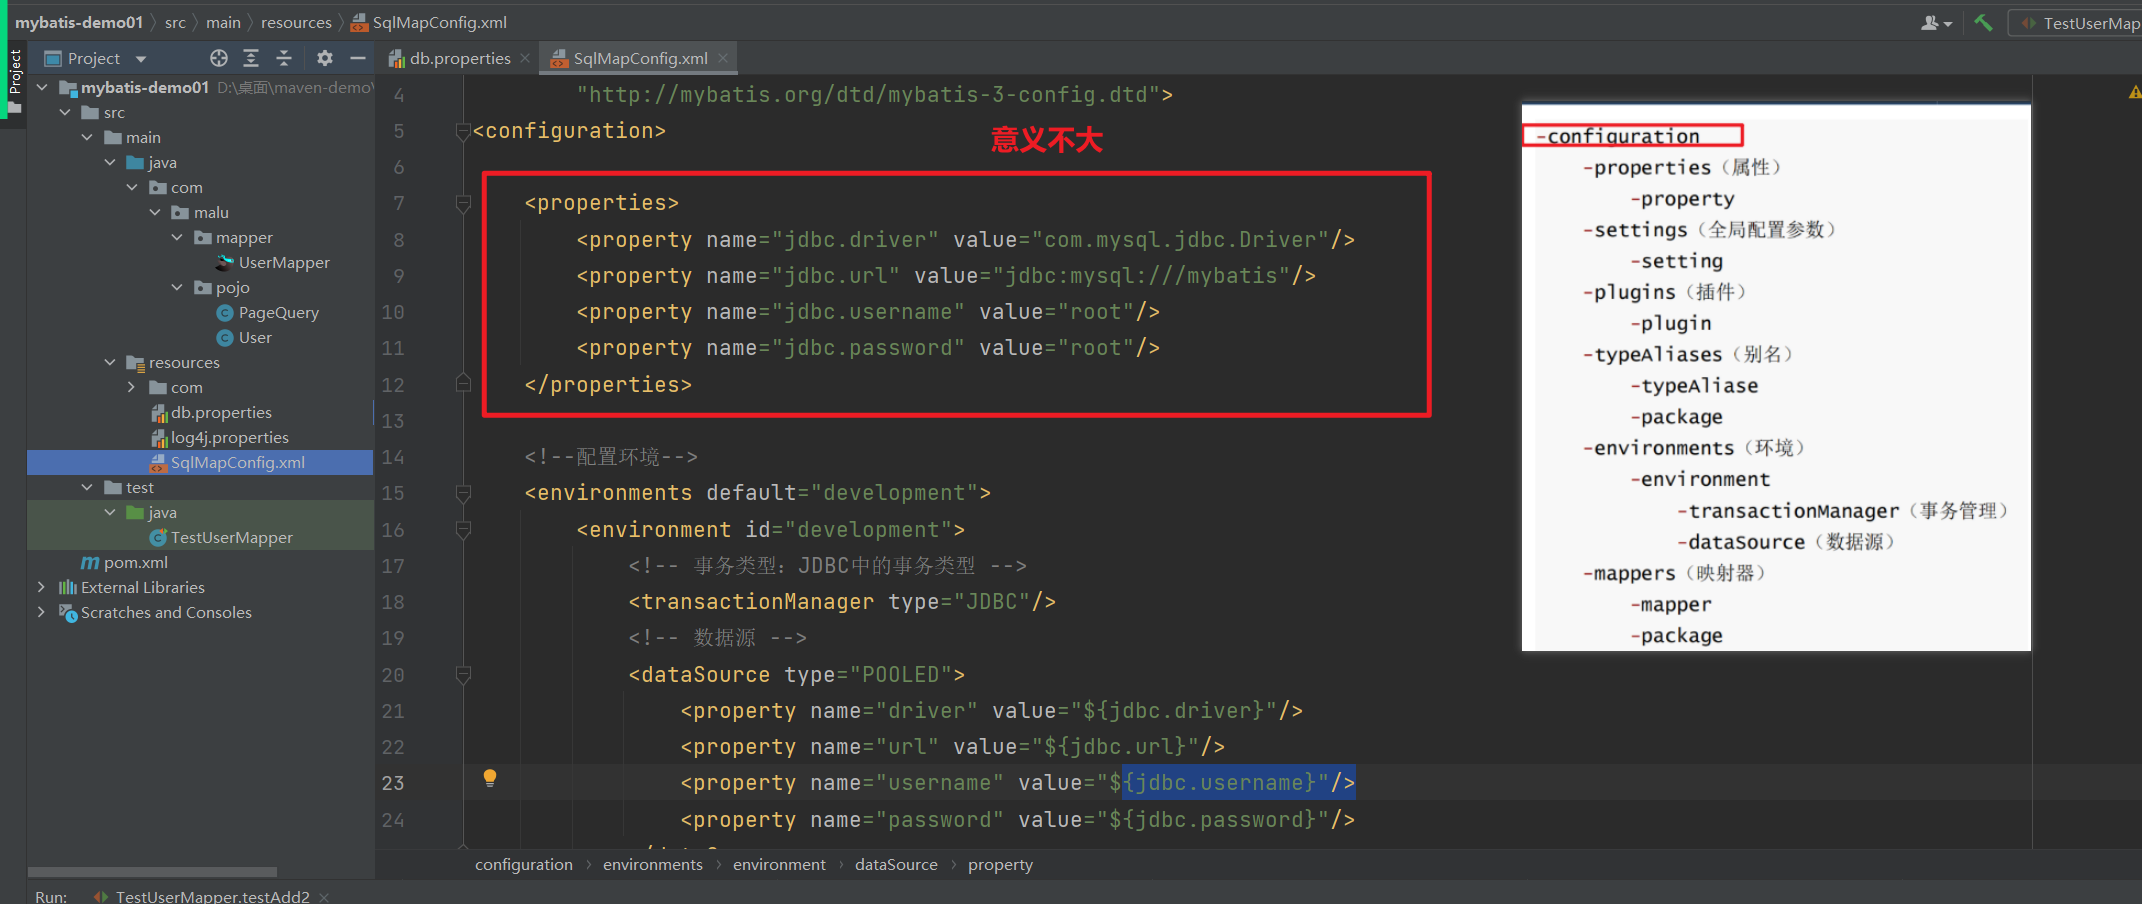 mybatis-demo01 src main resources SqlMapConfig.xml
TestUserMap
Project
Project
db.properties
SqlMapConfig.xml
mybatis-demo01 D:\桌面\maven-demo\
src
main
java
com
malu
mapper
UserMapper
pojo
PageQuery
User
resources
com
db.properties
log4j.properties
SqlMapConfig.xml
test
java
TestUserMapper
pom.xml
External Libraries
Scratches and Consoles
4 "http://mybatis.org/dtd/mybatis-3-config.dtd">
5 <configuration>
意义不大
6
7 <properties>
8 <property name="jdbc.driver" value="com.mysql.jdbc.Driver"/>
9 <property name="jdbc.url" value="jdbc:mysql:///mybatis"/>
10 <property name="jdbc.username" value="root"/>
11 <property name="jdbc.password" value="root"/>
12 </properties>
13
14 <!--配置环境-->
15 <environments default="development">
16 <environment id="development">
17 <!-- 事务类型：JDBC中的事务类型 -->
18 <transactionManager type="JDBC"/>
19 <!-- 数据源 -->
20 <dataSource type="POOLED">
21 <property name="driver" value="${jdbc.driver}"/>
22 <property name="url" value="${jdbc.url}"/>
23 <property name="username" value="${jdbc.username}"/>
24 <property name="password" value="${jdbc.password}"/>
-configuration
-properties（属性）
-property
-settings（全局配置参数）
-setting
-plugins（插件）
-plugin
-typeAliases（别名）
-typeAliase
-package
-environments（环境）
-environment
-transactionManager（事务管理）
-dataSource（数据源）
-mappers（映射器）
-mapper
-package
configuration environments environment dataSource property
Run: TestUserMapper.testAdd2